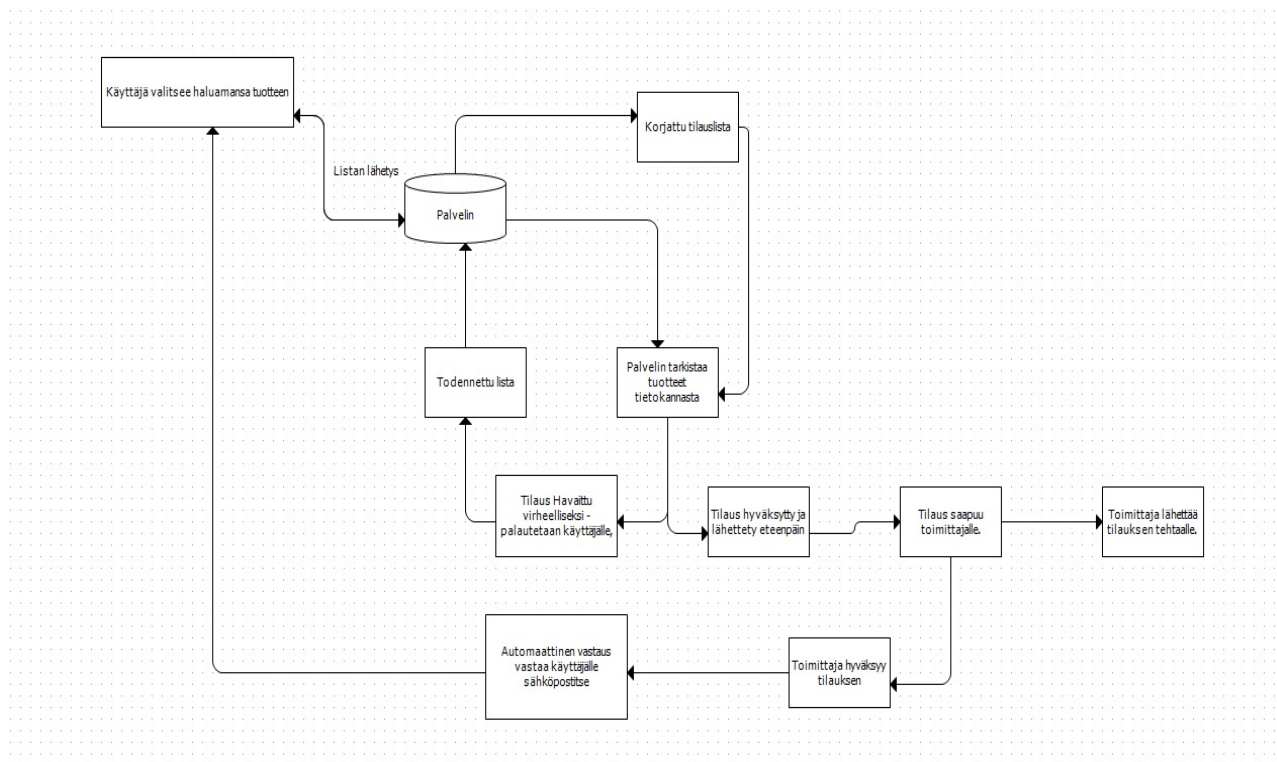 Käyttäjä valitsee haluamansa tuotteen
Korjattu tilauslista
Listan lähetys
Palvelin
Todennettu lista
Palvelin tarkistaa
tuotteet
tietokannasta
Tilaus Havaittu
virheelliseksi -
palautetaan käyttäjälle,
Tilaus hyväksytty ja
lähettety eteenpäin
Tilaus saapuu
toimittajalle.
Toimittaja lähettää
tilauksen tehtaalle.
Automaattinen vastaus
vastaa käyttäjälle
sähköpostitse
Toimittaja hyväksyy
tilauksen